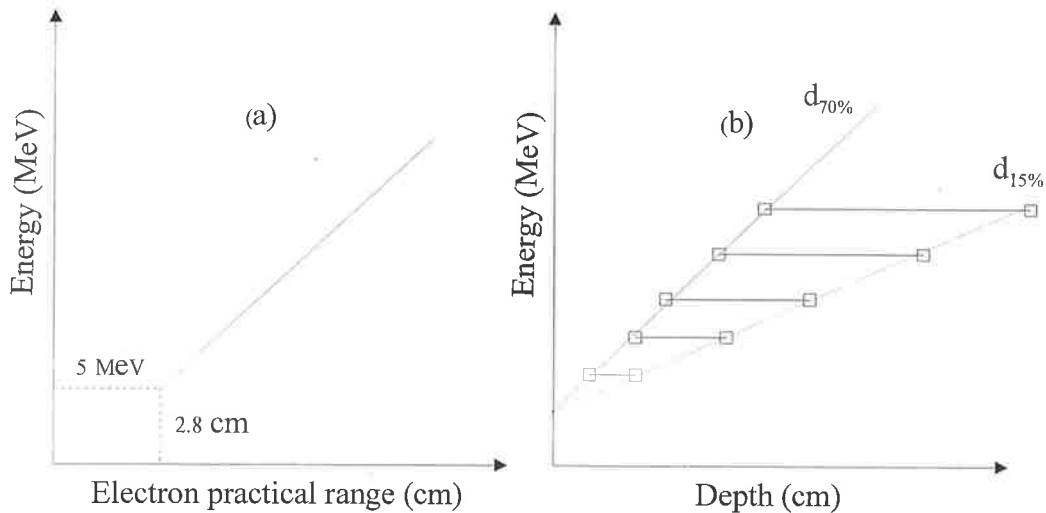 (a)
Energy (MeV)
5 MeV
2.8 cm
Electron practical range (cm)
(b)
d70%
d15%
Energy (MeV)
Depth (cm)